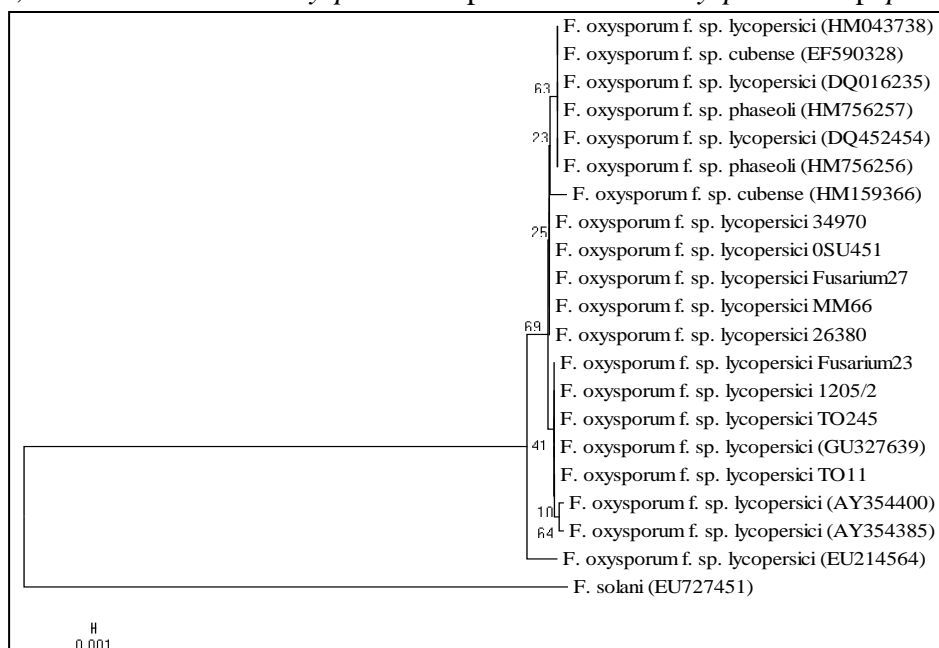 F. oxysporum f. sp. lycopersici (HM043738)
F. oxysporum f. sp. cubense (EF590328)
F. oxysporum f. sp. lycopersici (DQ016235)
63
F. oxysporum f. sp. phaseoli (HM756257)
F. oxysporum f. sp. lycopersici (DQ452454)
23
F. oxysporum f. sp. phaseoli (HM756256)
F. oxysporum f. sp. cubense (HM159366)
F. oxysporum f. sp. lycopersici 34970
25
F. oxysporum f. sp. lycopersici 0SU451
F. oxysporum f. sp. lycopersici Fusarium27
F. oxysporum f. sp. lycopersici MM66
69
F. oxysporum f. sp. lycopersici 26380
F. oxysporum f. sp. lycopersici Fusarium23
F. oxysporum f. sp. lycopersici 1205/2
F. oxysporum f. sp. lycopersici TO245
41
F. oxysporum f. sp. lycopersici (GU327639)
F. oxysporum f. sp. lycopersici TO11
F. oxysporum f. sp. lycopersici (AY354400)
10
F. oxysporum f. sp. lycopersici (AY354385)
64
F. oxysporum f. sp. lycopersici (EU214564)
F. solani (EU727451)
0.001